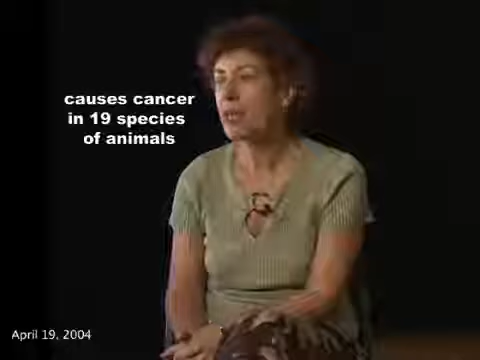 causes cancer
in 19 species
of animals
April 19, 2004